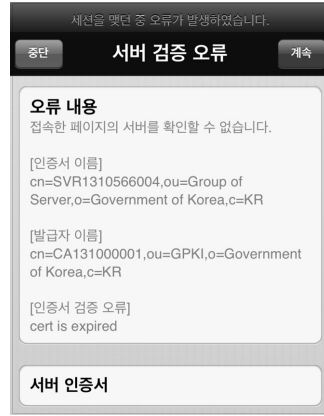 세션을 맺던 중 오류가 발생하였습니다.
중단
서버 검증 오류
계속
오류 내용
접속한 페이지의 서버를 확인할 수 없습니다.
[인증서 이름]
cn=SVR1310566004,ou=Group of
Server,o=Government of Korea,c=KR
[발급자 이름]
cn=CA131000001,ou=GPKI,o=Government
of Korea,c=KR
[인증서 검증 오류]
cert is expired
서버 인증서